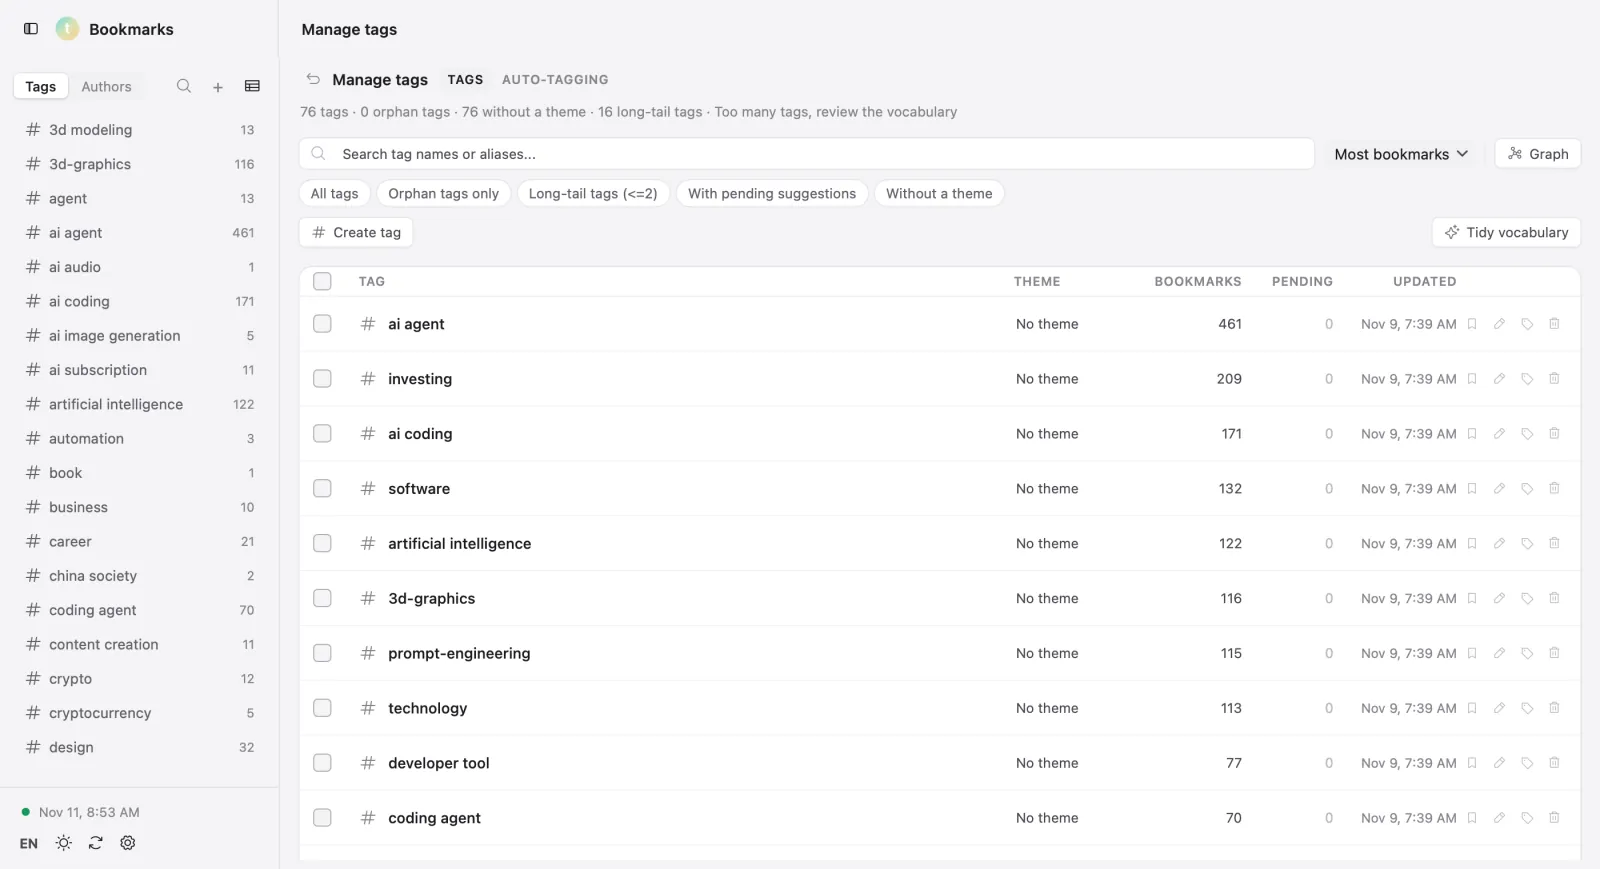 Bookmarks
Manage tags
Tags Authors
# 3d modeling 13
# 3d-graphics 116
# agent 13
# ai agent 461
# ai audio 1
# ai coding 171
# ai image generation 5
# ai subscription 11
# artificial intelligence 122
# automation 3
# book 1
# business 10
# career 21
# china society 2
# coding agent 70
# content creation 11
# crypto 12
# cryptocurrency 5
# design 32
Nov 11, 8:53 AM
EN
Manage tags TAGS AUTO-TAGGING
76 tags · 0 orphan tags · 76 without a theme · 16 long-tail tags · Too many tags, review the vocabulary
Search tag names or aliases... Most bookmarks Graph
All tags Orphan tags only Long-tail tags (<=2) With pending suggestions Without a theme
# Create tag Tidy vocabulary
TAG THEME BOOKMARKS PENDING UPDATED
# ai agent No theme 461 0 Nov 9, 7:39 AM
# investing No theme 209 0 Nov 9, 7:39 AM
# ai coding No theme 171 0 Nov 9, 7:39 AM
# software No theme 132 0 Nov 9, 7:39 AM
# artificial intelligence No theme 122 0 Nov 9, 7:39 AM
# 3d-graphics No theme 116 0 Nov 9, 7:39 AM
# prompt-engineering No theme 115 0 Nov 9, 7:39 AM
# technology No theme 113 0 Nov 9, 7:39 AM
# developer tool No theme 77 0 Nov 9, 7:39 AM
# coding agent No theme 70 0 Nov 9, 7:39 AM